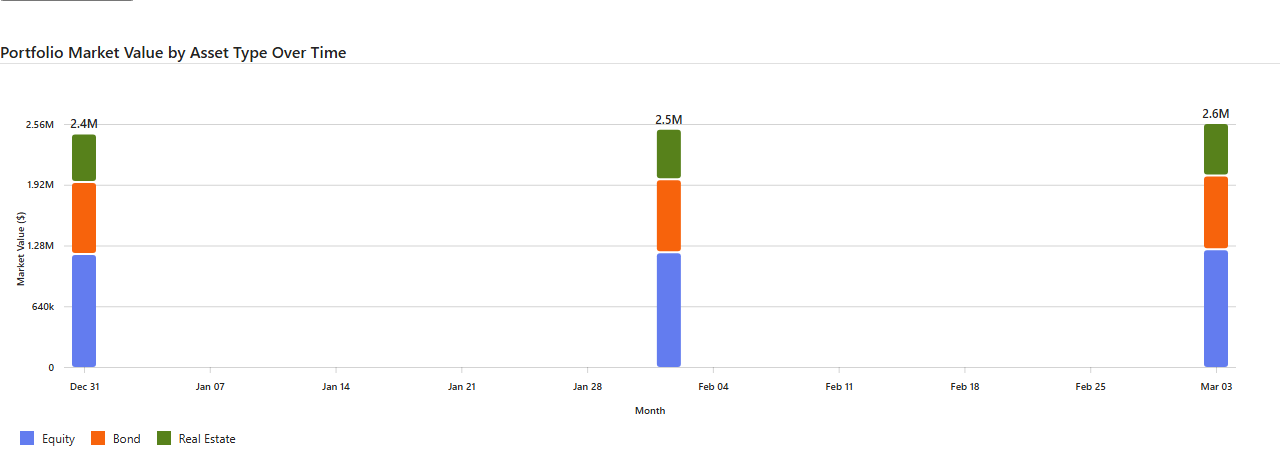 Portfolio Market Value by Asset Type Over Time
2.4M
2.5M
2.6M
2.56M
1.92M
1.28M
640k
0
Market Value ($)
Dec 31 Jan 07 Jan 14 Jan 21 Jan 28 Feb 04 Feb 11 Feb 18 Feb 25 Mar 03
Month
Equity Bond Real Estate